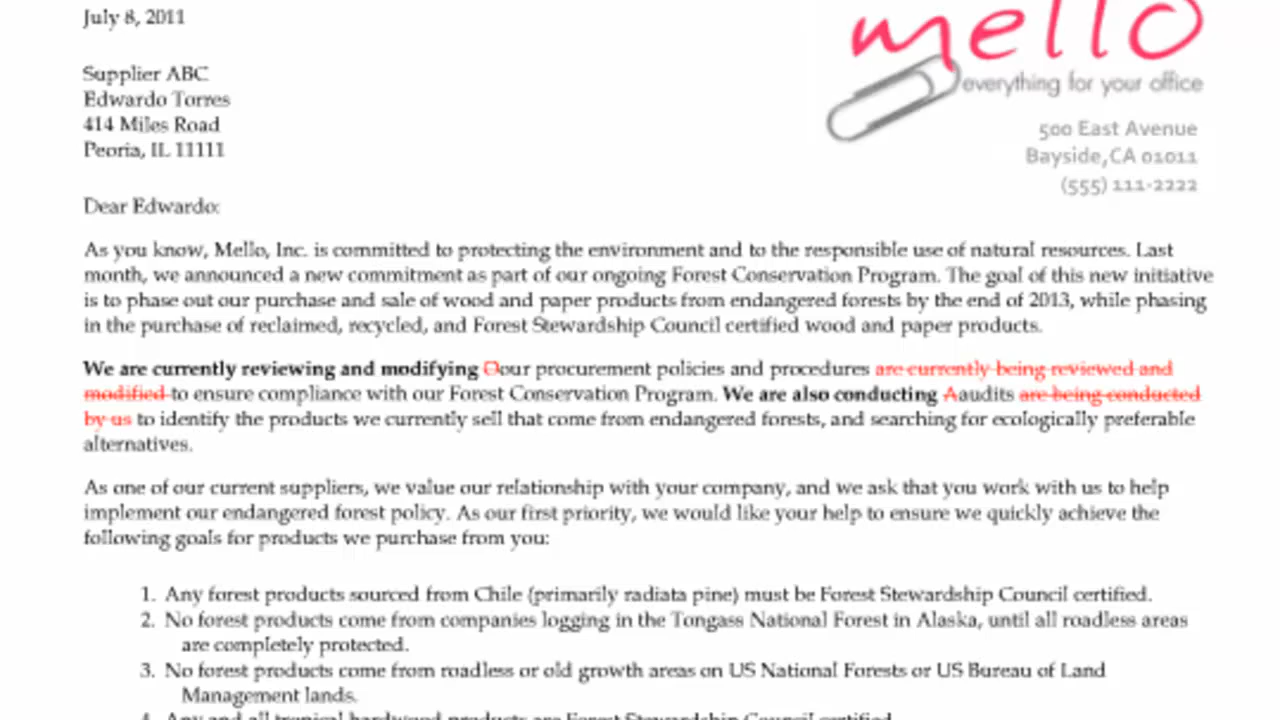 July 8, 2011
mello
everything for your office
500 East Avenue
Bayside, CA 01011
(555) 111-2222
Supplier ABC
Edwardo Torres
414 Miles Road
Peoria, IL 11111
Dear Edwardo:
As you know, Mello, Inc. is committed to protecting the environment and to the responsible use of natural resources. Last
month, we announced a new commitment as part of our ongoing Forest Conservation Program. The goal of this new initiative
is to phase out our purchase and sale of wood and paper products from endangered forests by the end of 2013, while phasing
in the purchase of reclaimed, recycled, and Forest Stewardship Council certified wood and paper products.
We are currently reviewing and modifying Oour procurement policies and procedures are currently being reviewed and
modified to ensure compliance with our Forest Conservation Program. We are also conducting Aaudits are being conducted
by us to identify the products we currently sell that come from endangered forests, and searching for ecologically preferable
alternatives.
As one of our current suppliers, we value our relationship with your company, and we ask that you work with us to help
implement our endangered forest policy. As our first priority, we would like your help to ensure we quickly achieve the
following goals for products we purchase from you:
1. Any forest products sourced from Chile (primarily radiata pine) must be Forest Stewardship Council certified.
2. No forest products come from companies logging in the Tongass National Forest in Alaska, until all roadless areas
are completely protected.
3. No forest products come from roadless or old growth areas on US National Forests or US Bureau of Land
Management lands.
4. Any and all tropical hardwood products are Forest Stewardship Council certified.